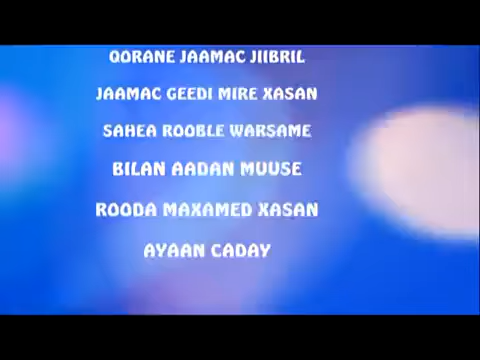 QORANE JAAMAC JIIBRIL
JAAMAC GEEDI MIRE XASAN
SAHEA ROOBLE WARSAME
BILAN AADAN MUUSE
ROODA MAXAMED XASAN
AYAAN CADAY